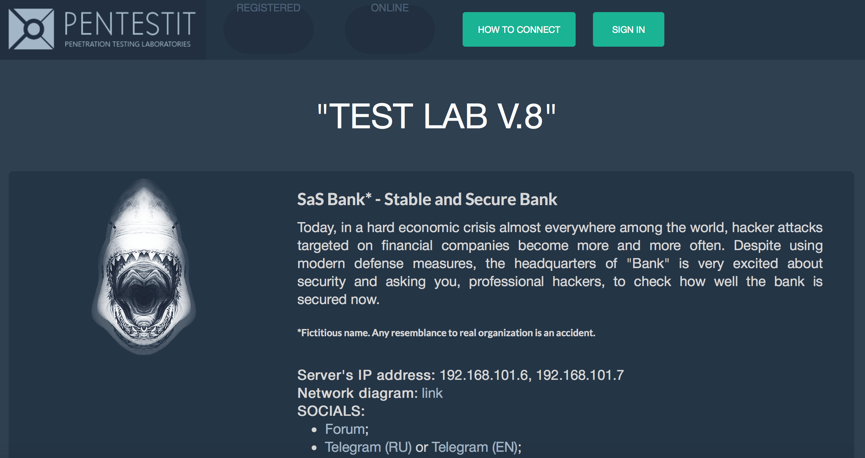 PENTESTIT
PENETRATION TESTING LABORATORIES
REGISTERED
ONLINE
HOW TO CONNECT
SIGN IN
"TEST LAB V.8"
SaS Bank* - Stable and Secure Bank
Today, in a hard economic crisis almost everywhere among the world, hacker attacks
targeted on financial companies become more and more often. Despite using
modern defense measures, the headquarters of "Bank" is very excited about
security and asking you, professional hackers, to check how well the bank is
secured now.
*Fictitious name. Any resemblance to real organization is an accident.
Server's IP address: 192.168.101.6, 192.168.101.7
Network diagram: link
SOCIALS:
• Forum;
• Telegram (RU) or Telegram (EN);